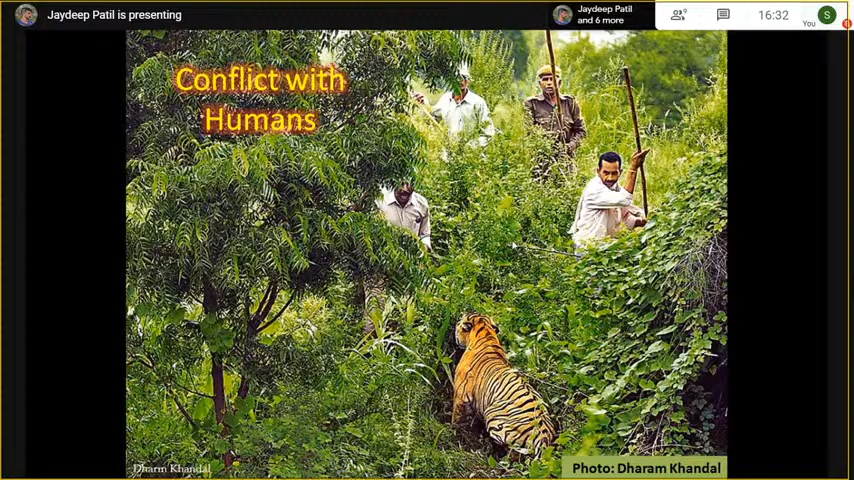 Jaydeep Patil is presenting
Jaydeep Patil
and 6 more
9
16:32
You
S
Conflict with
Humans
Dharm Khandal
Photo: Dharam Khandal